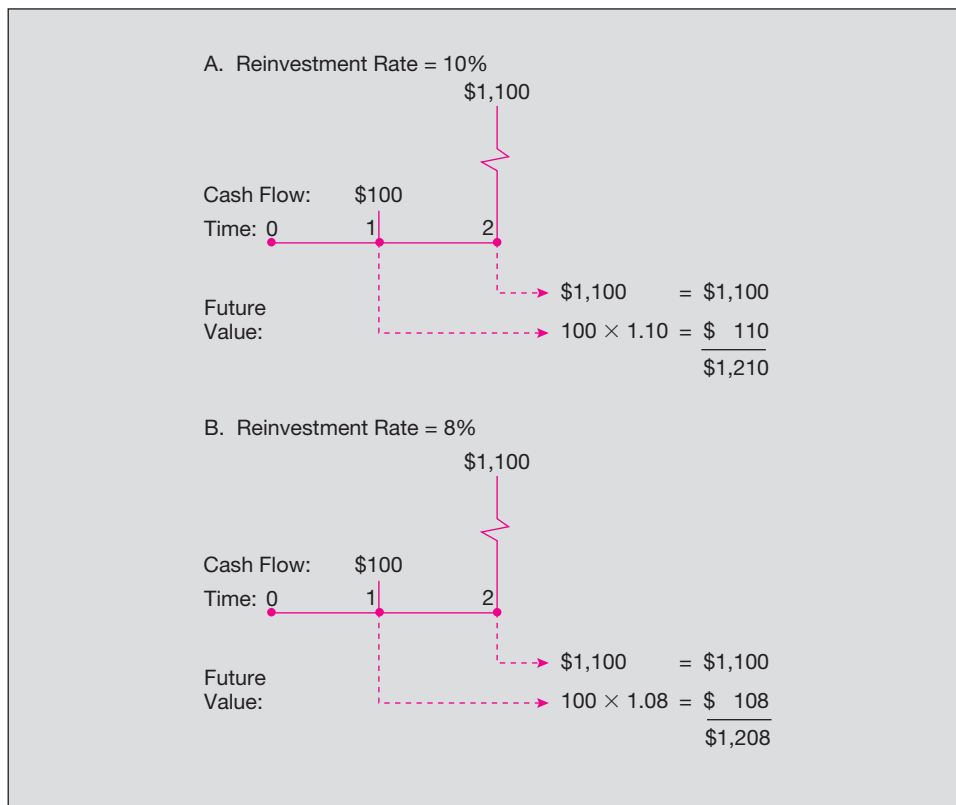 A. Reinvestment Rate = 10%
$1,100
Cash Flow: $100
Time: 0 1 2
$1,100 = $1,100
Future
Value: 100 × 1.10 = $ 110
$1,210
B. Reinvestment Rate = 8%
$1,100
Cash Flow: $100
Time: 0 1 2
$1,100 = $1,100
Future
Value: 100 × 1.08 = $ 108
$1,208